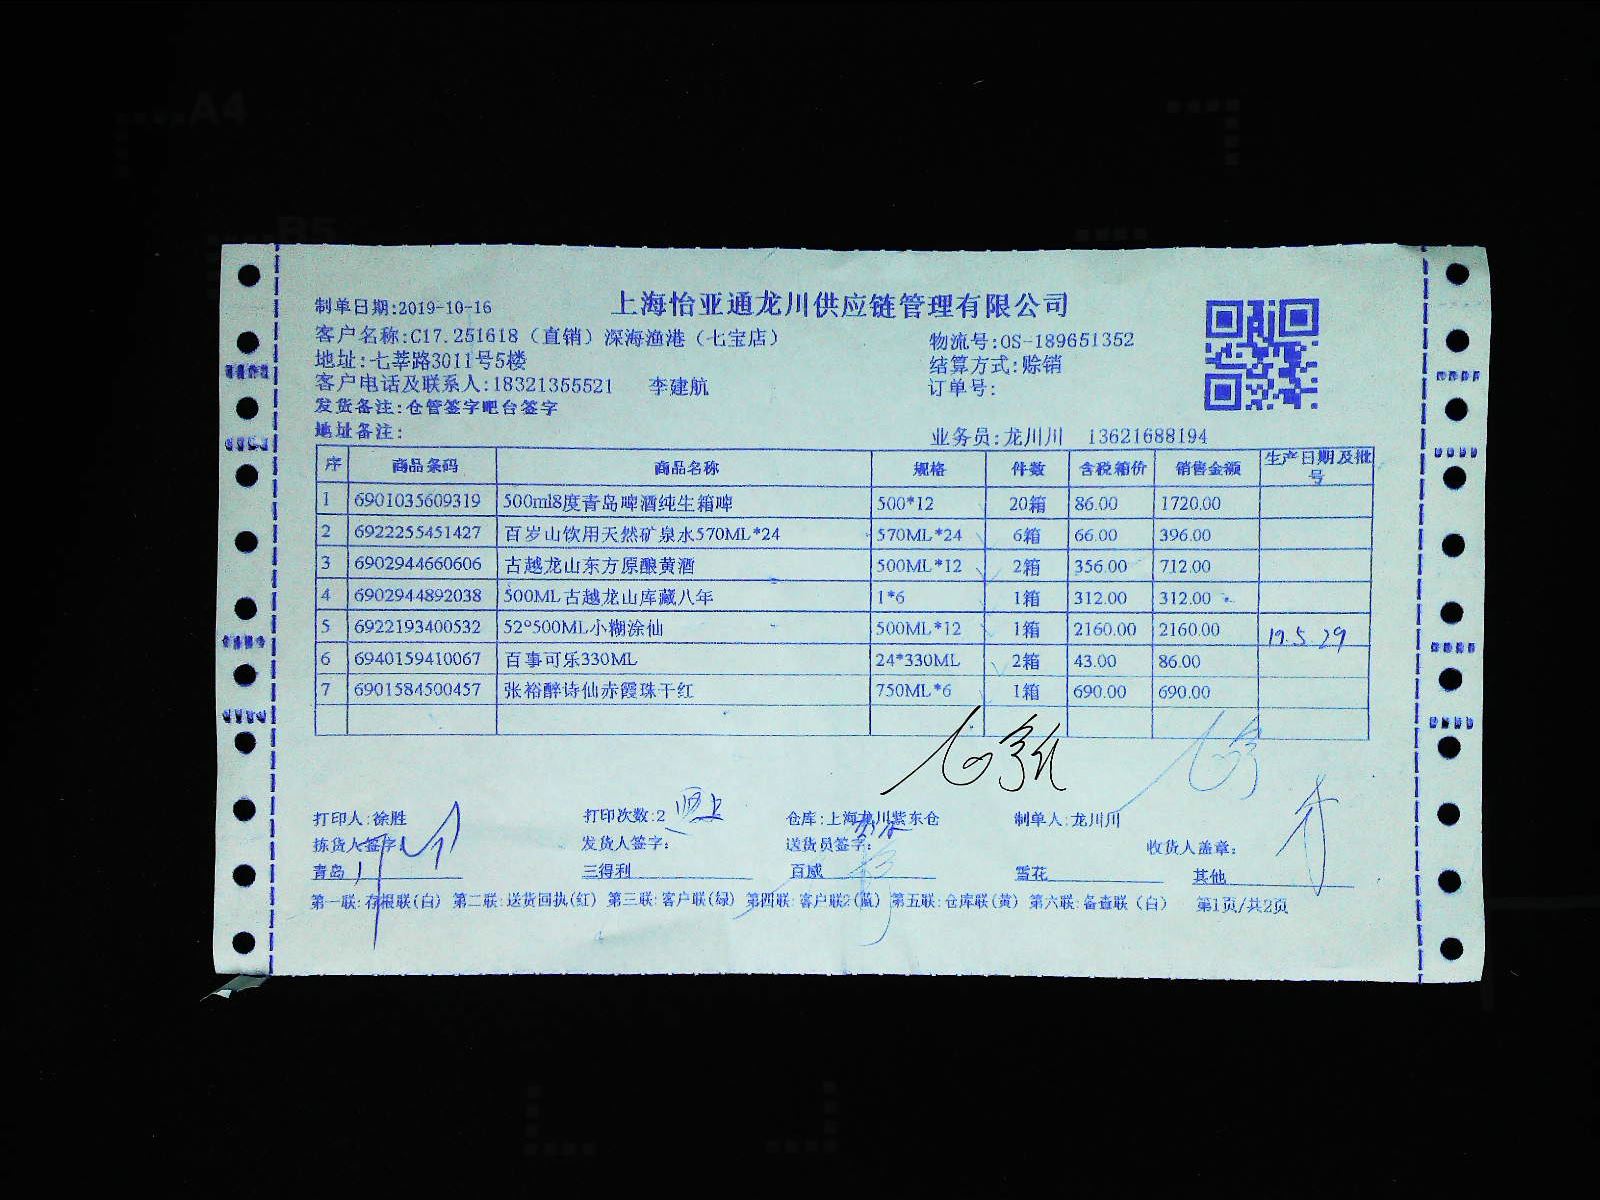 上海怡亚通龙川供应链管理有限公司
制单日期:2019-10-16
客户名称:C17.251618（直销）深海渔港（七宝店） 物流号:OS-189651352
地址:七莘路3011号5楼 结算方式:赊销
客户电话及联系人:18321355521 李建航 订单号:
发货备注:仓管签字吧台签字
地址备注: 业务员:龙川川 13621688194
序 商品条码 商品名称 规格 件数 含税箱价 销售金额 生产日期及批号
1 6901035609319 500ml8度青岛啤酒纯生箱啤 500*12 20箱 86.00 1720.00
2 6922255451427 百岁山饮用天然矿泉水570ML*24 570ML*24 6箱 66.00 396.00
3 6902944660606 古越龙山东方原酿黄酒 500ML*12 2箱 356.00 712.00
4 6902944892038 500ML古越龙山库藏八年 1*6 1箱 312.00 312.00
5 6922193400532 52°500ML小糊涂仙 500ML*12 1箱 2160.00 2160.00 19.5.29
6 6940159410067 百事可乐330ML 24*330ML 2箱 43.00 86.00
7 6901584500457 张裕醉诗仙赤霞珠干红 750ML*6 1箱 690.00 690.00
打印人:徐胜 打印次数:2 仓库:上海龙川紫东仓 制单人:龙川川
拣货人签字: 发货人签字: 送货员签字: 收货人盖章:
青岛 三得利 百威 雪花 其他
第一联:存根联(白) 第二联:送货回执(红) 第三联:客户联(绿) 第四联:客户联2(蓝) 第五联:仓库联(黄) 第六联:备查联（白） 第1页/共2页